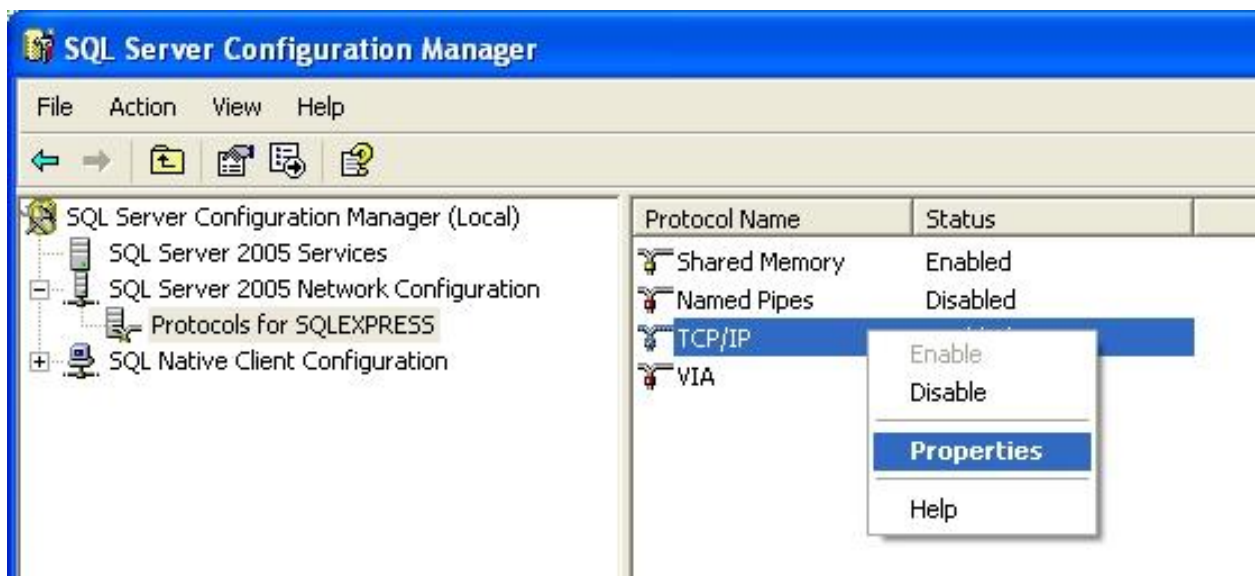 SQL Server Configuration Manager
File Action View Help
SQL Server Configuration Manager (Local)
SQL Server 2005 Services
SQL Server 2005 Network Configuration
Protocols for SQLEXPRESS
SQL Native Client Configuration
Protocol Name Status
Shared Memory Enabled
Named Pipes Disabled
TCP/IP
VIA
Enable
Disable
Properties
Help